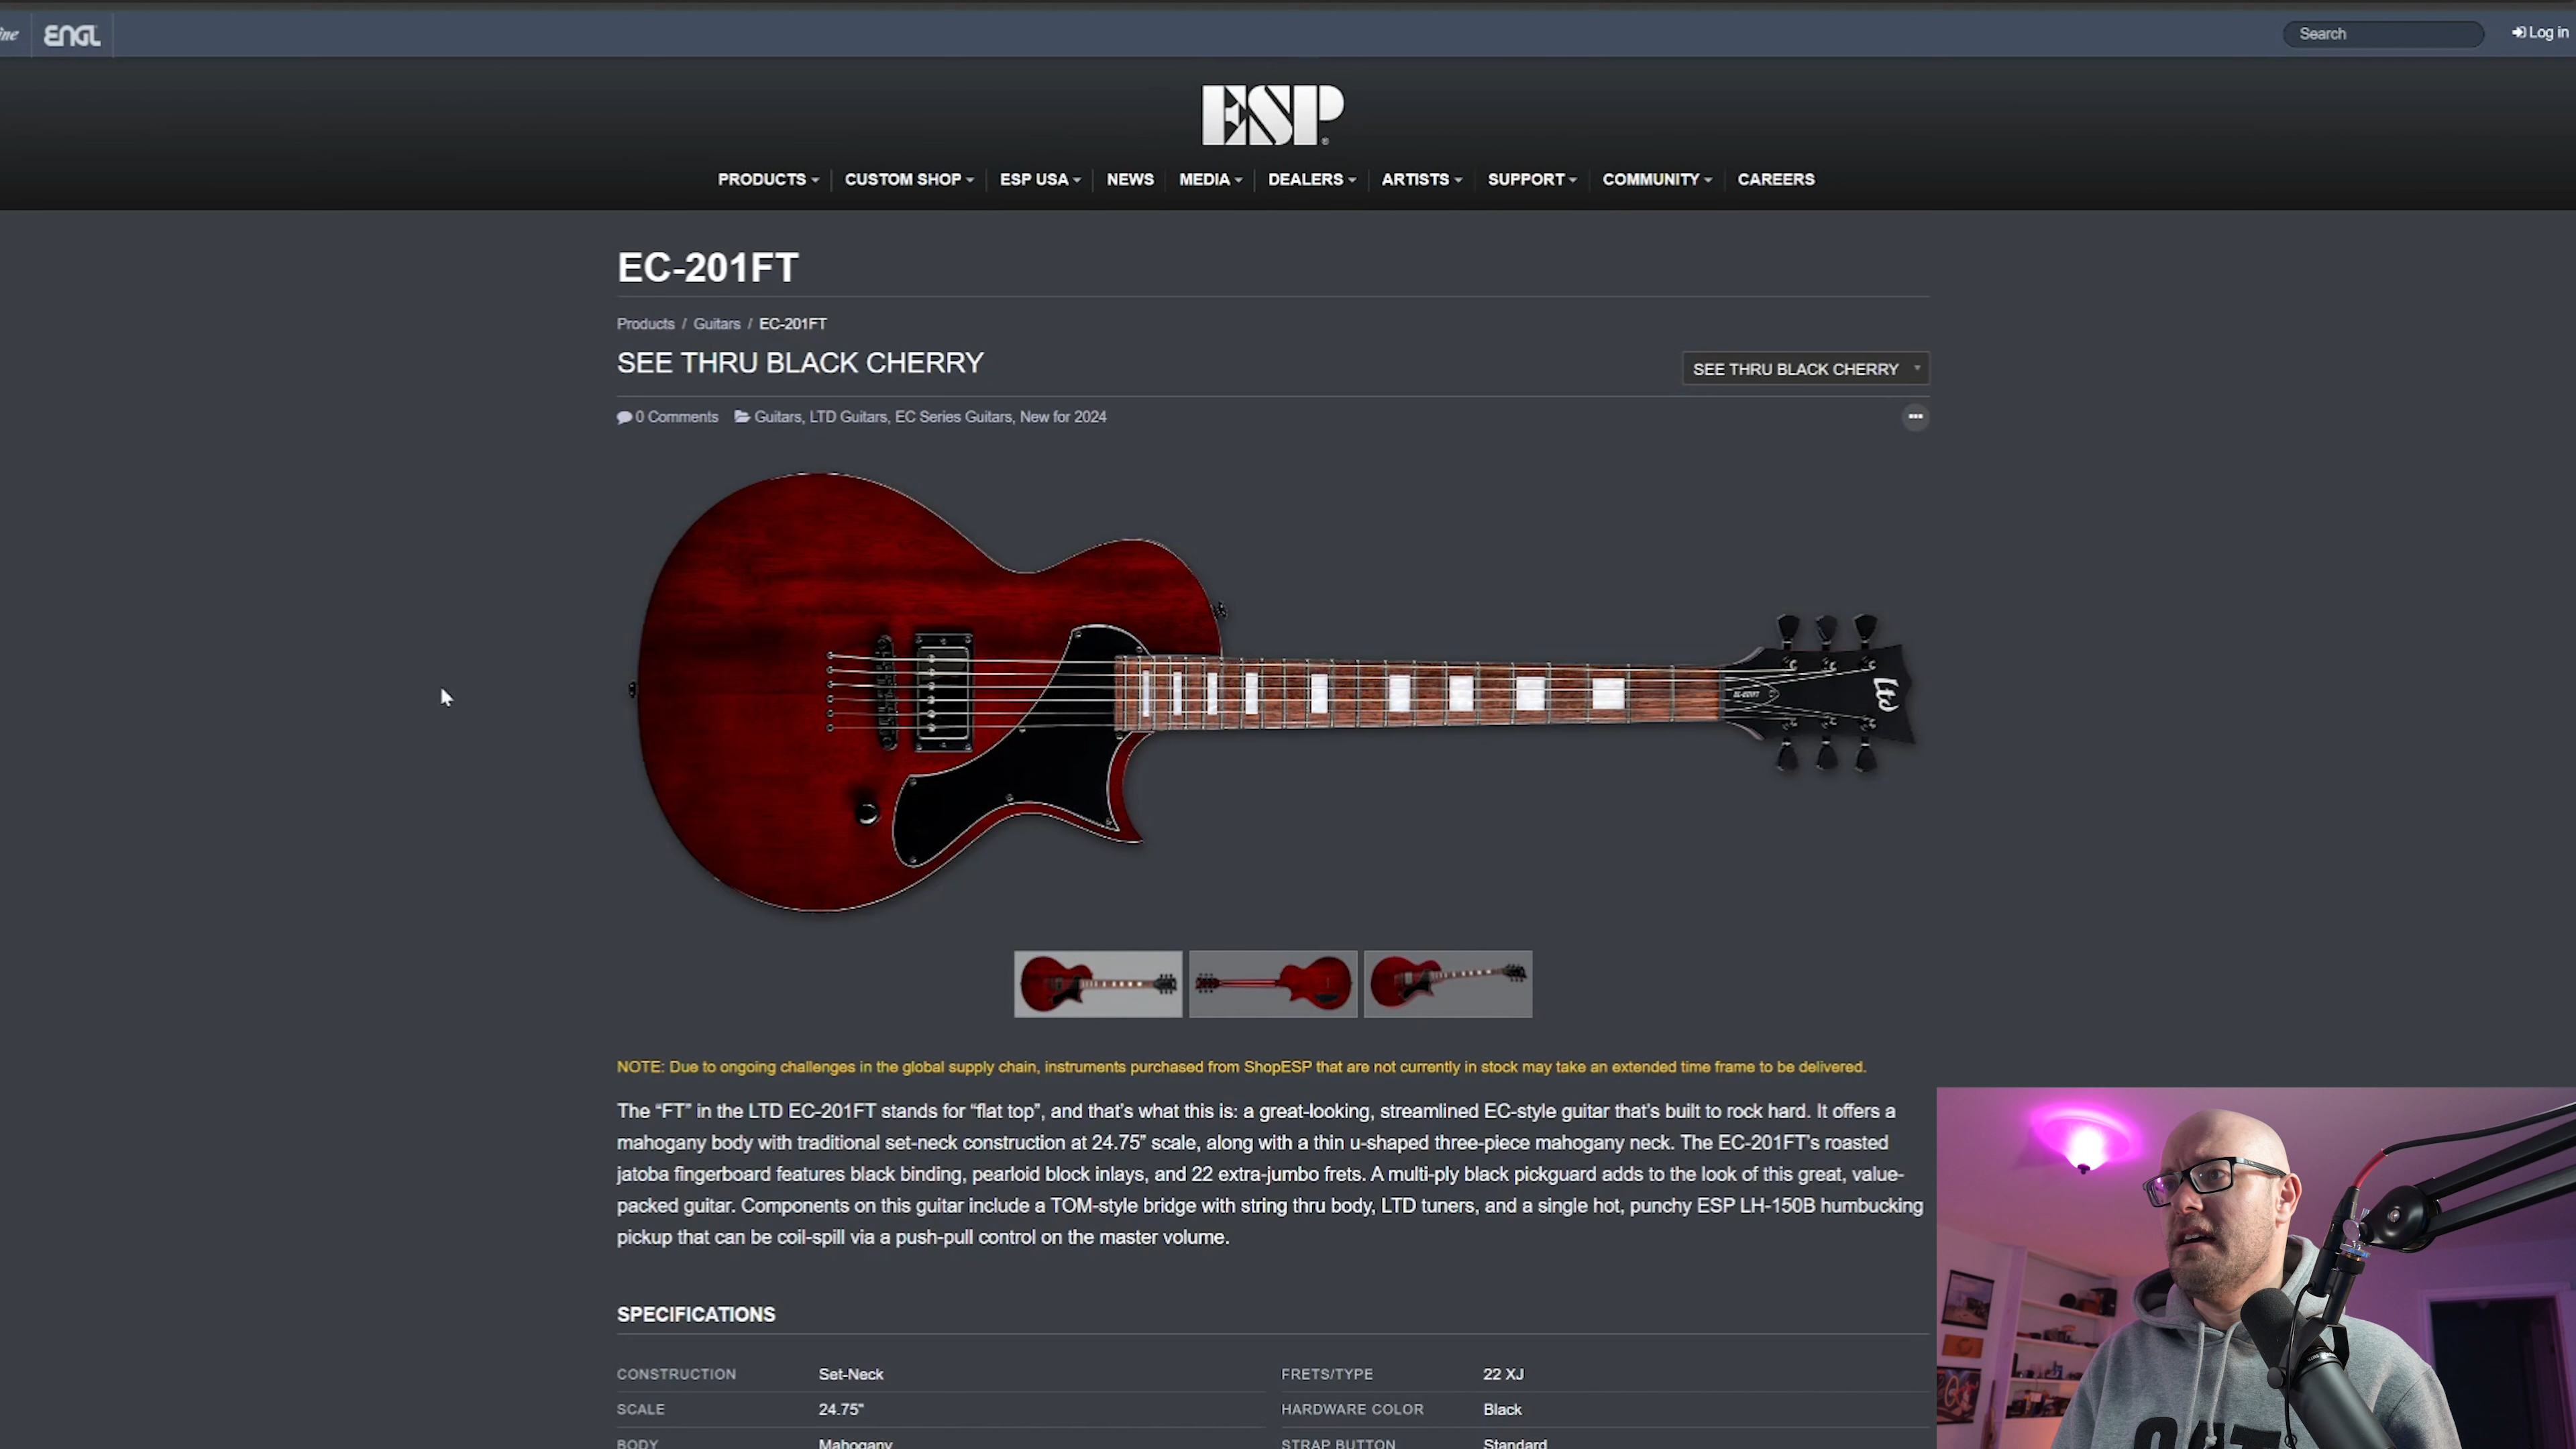 ENGL
Search
Log in
ESP
PRODUCTS
CUSTOM SHOP
ESP USA
NEWS
MEDIA
DEALERS
ARTISTS
SUPPORT
COMMUNITY
CAREERS
EC-201FT
Products / Guitars / EC-201FT
SEE THRU BLACK CHERRY
SEE THRU BLACK CHERRY
0 Comments Guitars, LTD Guitars, EC Series Guitars, New for 2024
EC-201FT
Ltd
NOTE: Due to ongoing challenges in the global supply chain, instruments purchased from ShopESP that are not currently in stock may take an extended time frame to be delivered.
The “FT” in the LTD EC-201FT stands for “flat top”, and that’s what this is: a great-looking, streamlined EC-style guitar that’s built to rock hard. It offers a
mahogany body with traditional set-neck construction at 24.75” scale, along with a thin u-shaped three-piece mahogany neck. The EC-201FT’s roasted
jatoba fingerboard features black binding, pearloid block inlays, and 22 extra-jumbo frets. A multi-ply black pickguard adds to the look of this great, value-
packed guitar. Components on this guitar include a TOM-style bridge with string thru body, LTD tuners, and a single hot, punchy ESP LH-150B humbucking
pickup that can be coil-spill via a push-pull control on the master volume.
SPECIFICATIONS
CONSTRUCTION Set-Neck
FRETS/TYPE 22 XJ
SCALE 24.75"
HARDWARE COLOR Black
BODY Mahogany
STRAP BUTTON Standard